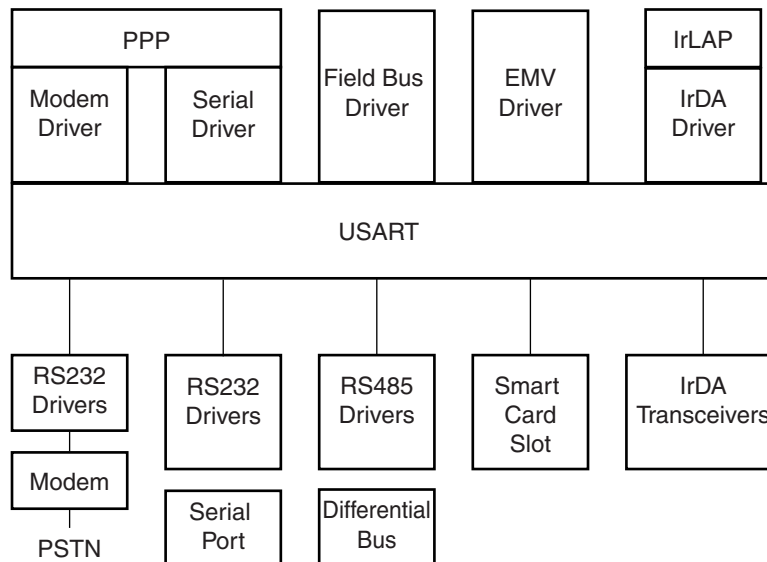 PPP
Modem
Driver
Serial
Driver
Field Bus
Driver
EMV
Driver
IrLAP
IrDA
Driver
USART
RS232
Drivers
Modem
PSTN
RS232
Drivers
Serial
Port
RS485
Drivers
Differential
Bus
Smart
Card
Slot
IrDA
Transceivers